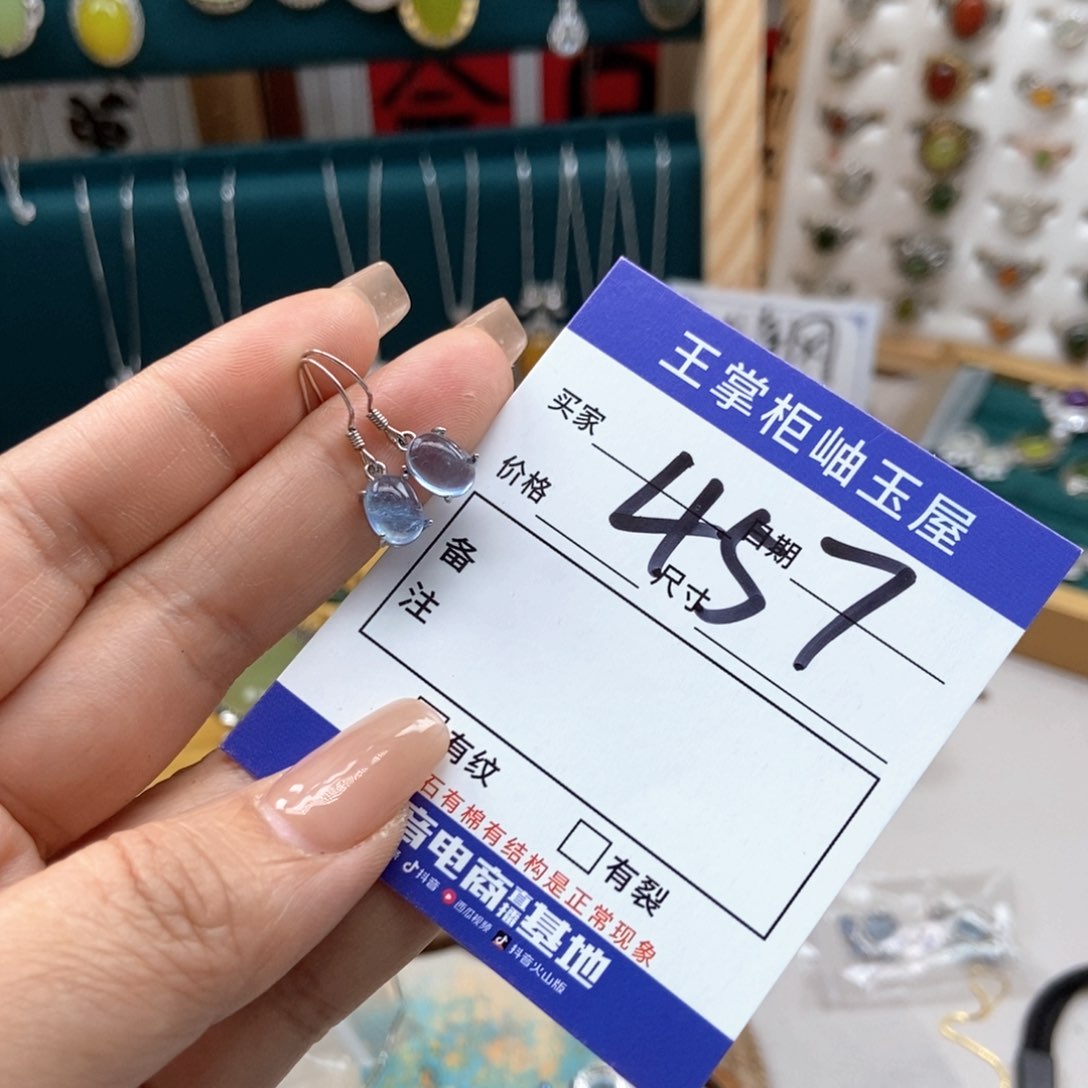 王掌柜岫玉屋
买家
457
日期
价格
尺寸
备注
有纹
有裂
石有棉有结构是正常现象
音电商直播基地
抖音 西瓜视频 抖音火山版